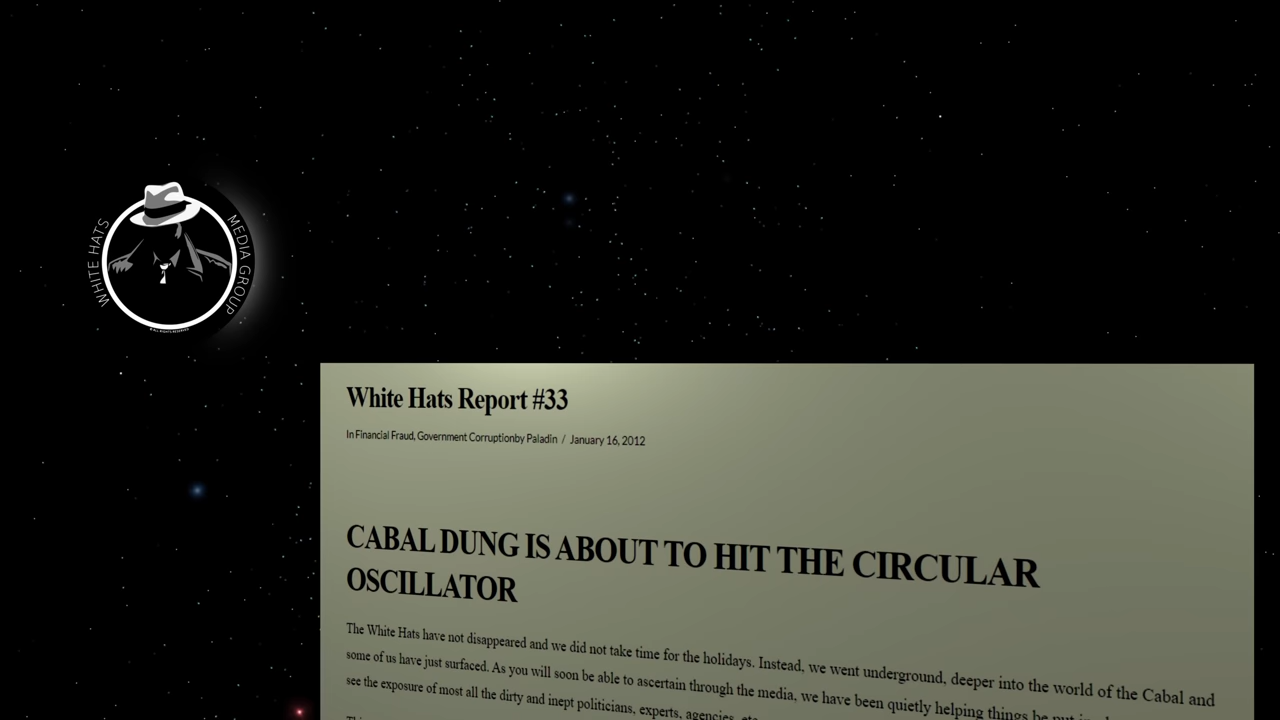 WHITE HATS
MEDIA GROUP
White Hats Report #33
In Financial Fraud, Government Corruptionby Paladin / January 16, 2012
CABAL DUNG IS ABOUT TO HIT THE CIRCULAR
OSCILLATOR
The White Hats have not disappeared and we did not take time for the holidays. Instead, we went underground, deeper into the world of the Cabal and
some of us have just surfaced. As you will soon be able to ascertain through the media, we have been quietly helping things be put
see the exposure of most all the dirty and inept politicians, experts, agencies, etc